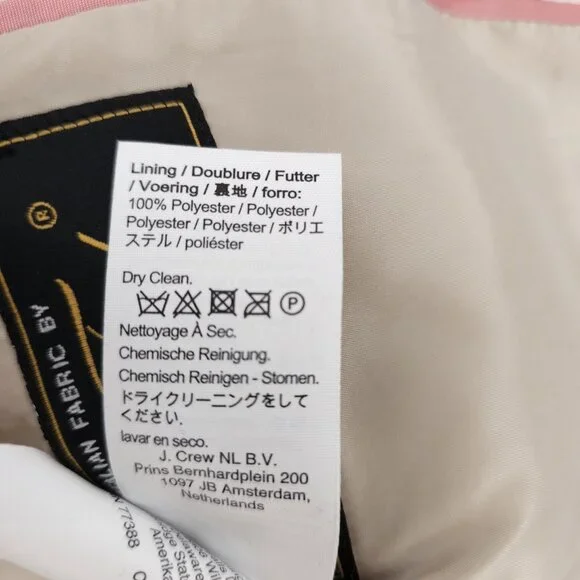 Lining / Doublure / Futter
/ Voering / 裏地 / forro:
100% Polyester / Polyester /
Polyester / Polyester / ポリエ
ステル / poliéster
Dry Clean.
P
Nettoyage À Sec.
Chemische Reinigung.
Chemisch Reinigen - Stomen.
ドライクリーニングをして
ください.
lavar en seco.
J. Crew NL B.V.
Prins Bernhardplein 200
1097 JB Amsterdam,
Netherlands
®
FABRIC BY
77388